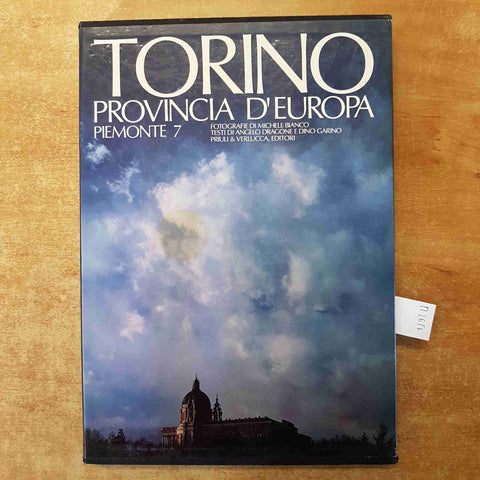 TORINO
PROVINCIA D'EUROPA
PIEMONTE 7
FOTOGRAFIE DI MICHELE BIANCO
TESTI DI ANGELO DRAGONE E DINO GARINO
PRIULI & VERLUCCA, EDITORI